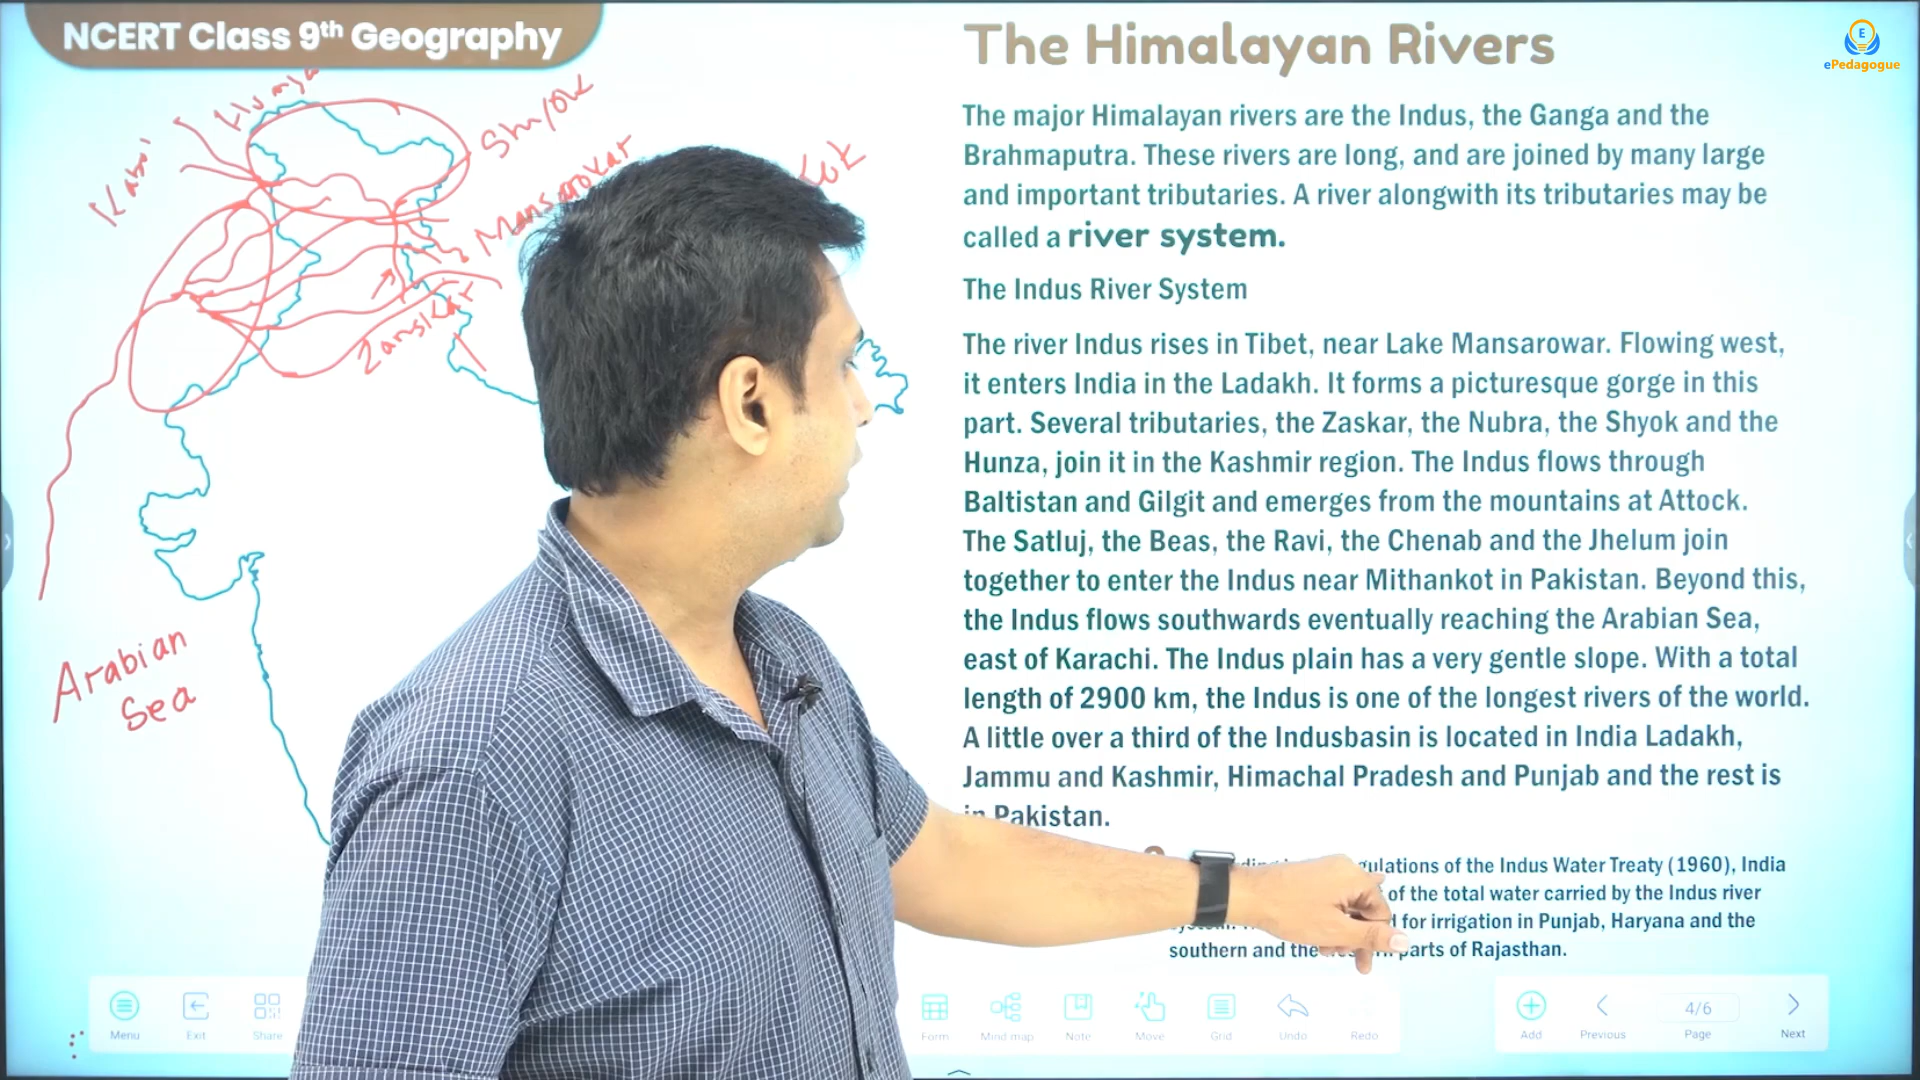 NCERT Class 9th Geography
The Himalayan Rivers
ePedagogue
The major Himalayan rivers are the Indus, the Ganga and the
Brahmaputra. These rivers are long, and are joined by many large
and important tributaries. A river alongwith its tributaries may be
called a river system.
The Indus River System
The river Indus rises in Tibet, near Lake Mansarowar. Flowing west,
it enters India in the Ladakh. It forms a picturesque gorge in this
part. Several tributaries, the Zaskar, the Nubra, the Shyok and the
Hunza, join it in the Kashmir region. The Indus flows through
Baltistan and Gilgit and emerges from the mountains at Attock.
The Satluj, the Beas, the Ravi, the Chenab and the Jhelum join
together to enter the Indus near Mithankot in Pakistan. Beyond this,
the Indus flows southwards eventually reaching the Arabian Sea,
east of Karachi. The Indus plain has a very gentle slope. With a total
length of 2900 km, the Indus is one of the longest rivers of the world.
A little over a third of the Indusbasin is located in India Ladakh,
Jammu and Kashmir, Himachal Pradesh and Punjab and the rest is
in Pakistan.
of the Indus Water Treaty (1960), India
of the total water carried by the Indus river
for irrigation in Punjab, Haryana and the
southern and the parts of Rajasthan.
Shyok
Mansarokar
Zanskar
Arabian
Sea
Menu
Exit
Share
Form
Mind map
Note
Move
Grid
Undo
Redo
Add
Previous
4/6
Page
Next